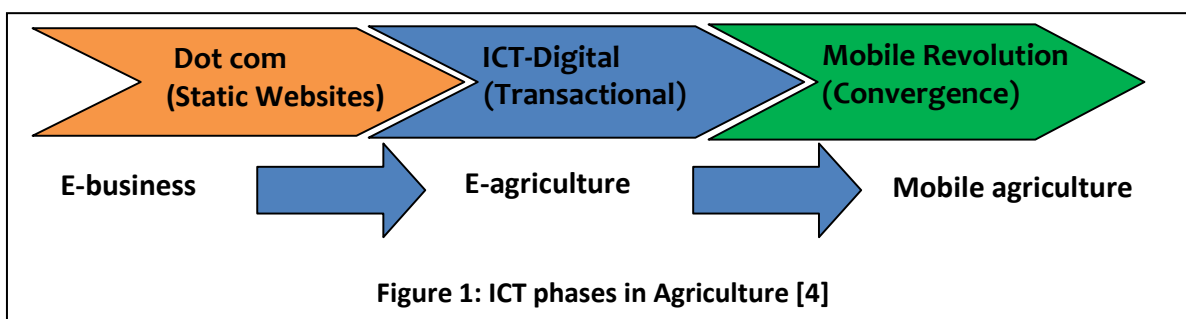 Dot com
(Static Websites)
ICT-Digital
(Transactional)
Mobile Revolution
(Convergence)
E-business
E-agriculture
Mobile agriculture
Figure 1: ICT phases in Agriculture [4]